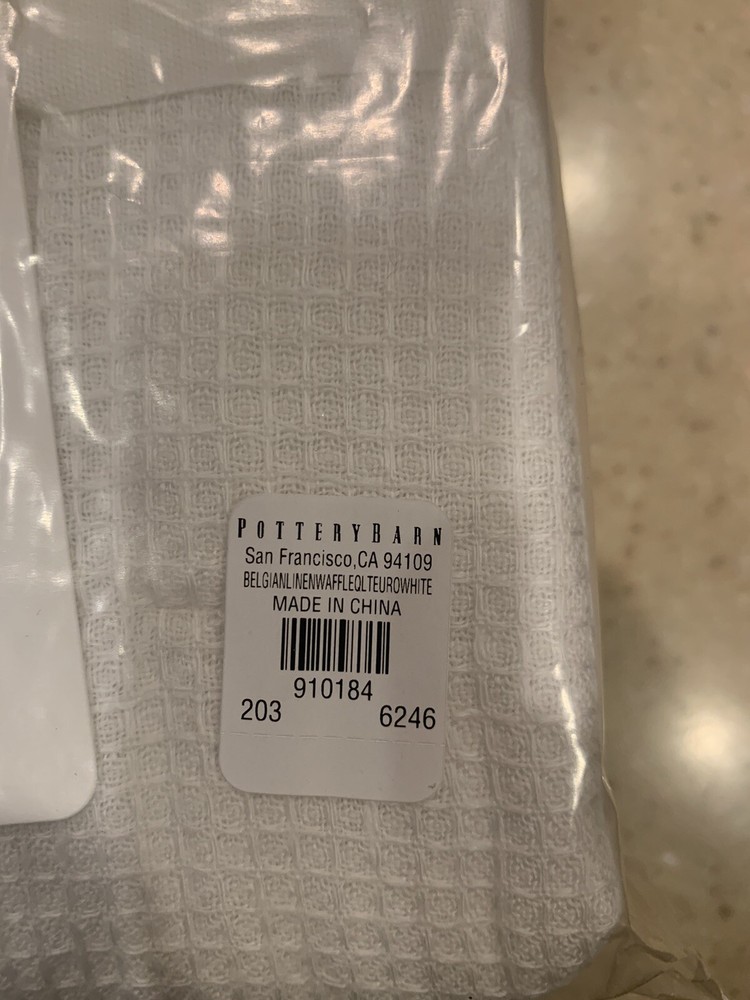 POTTERYBARN
San Francisco,CA 94109
BELGIANLINENWAFFLEQLTEUROWHITE
MADE IN CHINA
910184
203 6246